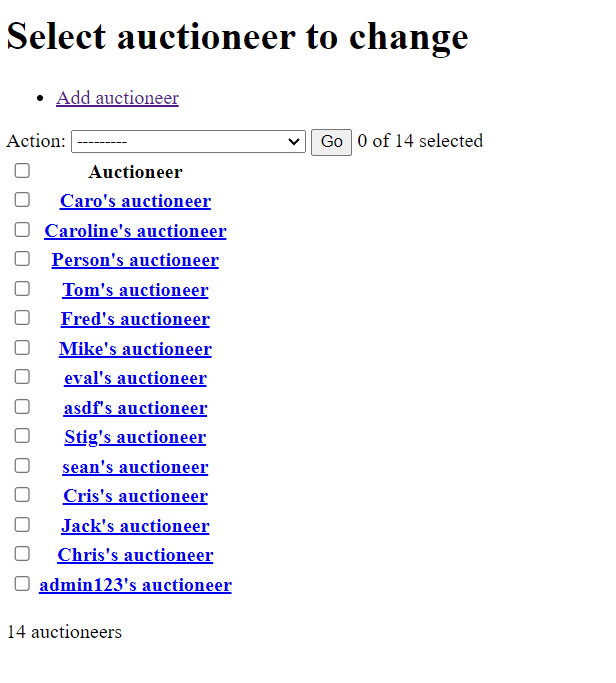 Select auctioneer to change
Add auctioneer
Action: --------- Go 0 of 14 selected
Auctioneer
Caro's auctioneer
Caroline's auctioneer
Person's auctioneer
Tom's auctioneer
Fred's auctioneer
Mike's auctioneer
eval's auctioneer
asdf's auctioneer
Stig's auctioneer
sean's auctioneer
Cris's auctioneer
Jack's auctioneer
Chris's auctioneer
admin123's auctioneer
14 auctioneers